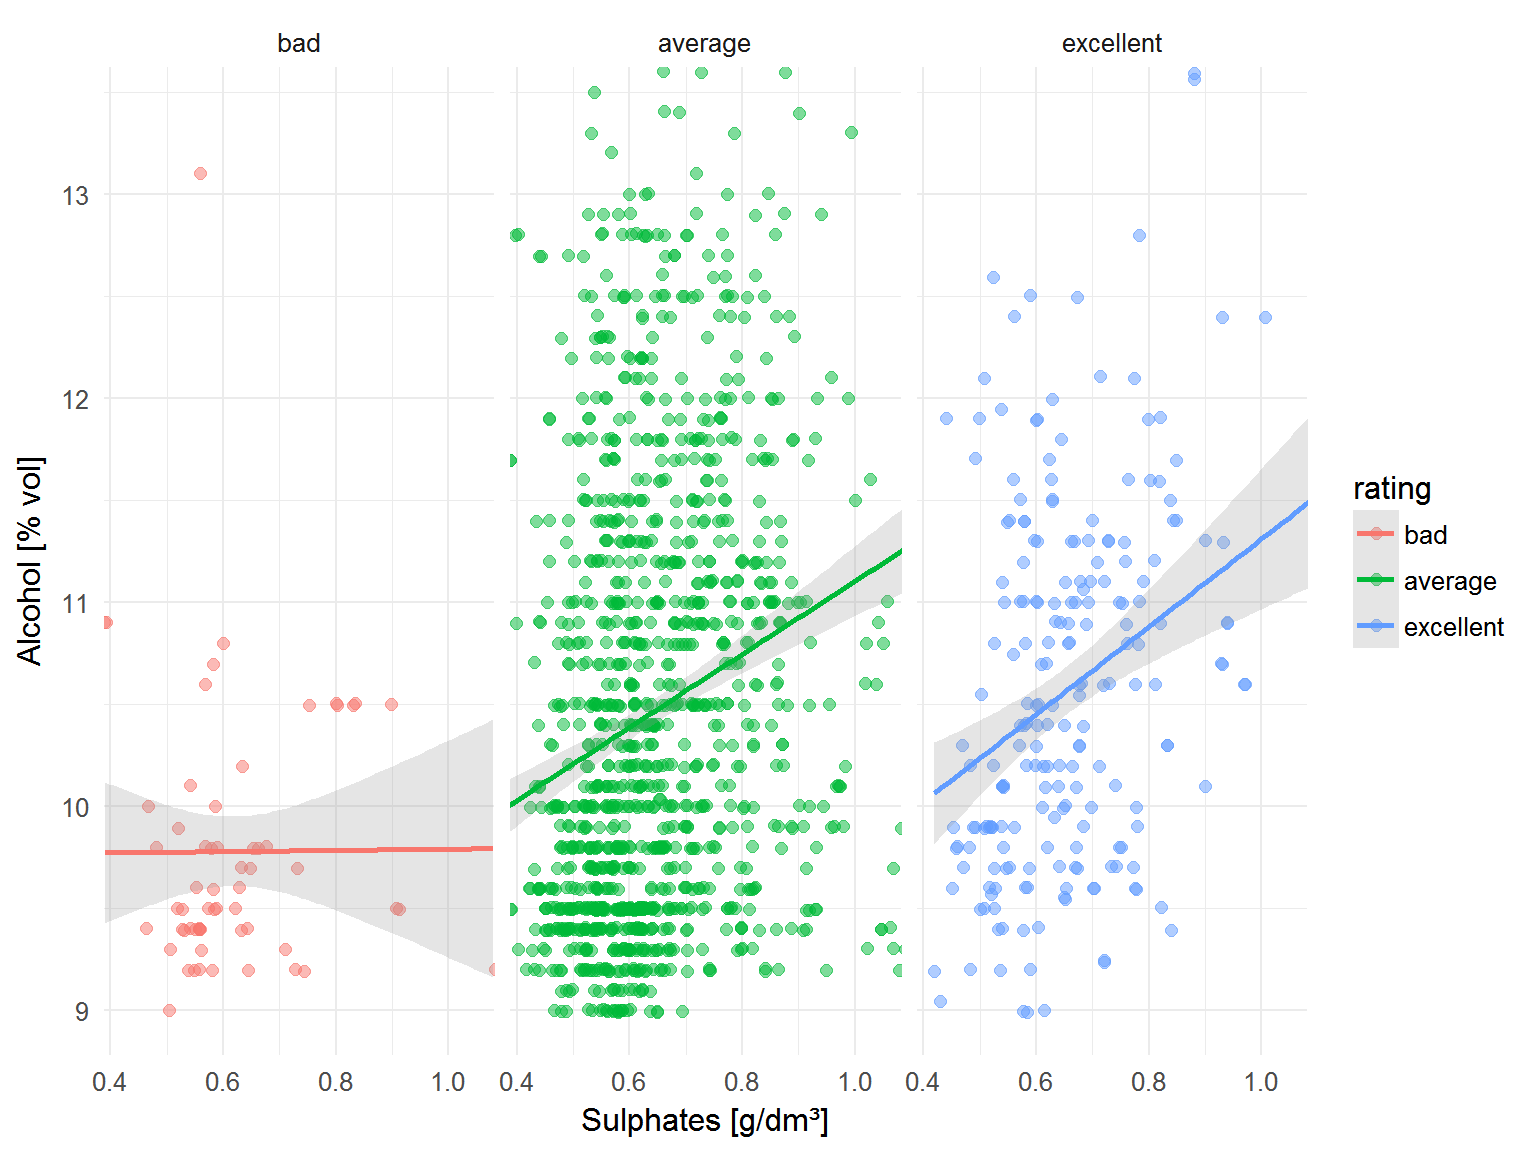 bad average excellent
13
12
11
10
9
Alcohol [% vol]
0.4 0.6 0.8 1.0 0.4 0.6 0.8 1.0 0.4 0.6 0.8 1.0
Sulphates [g/dm³]
rating
bad
average
excellent